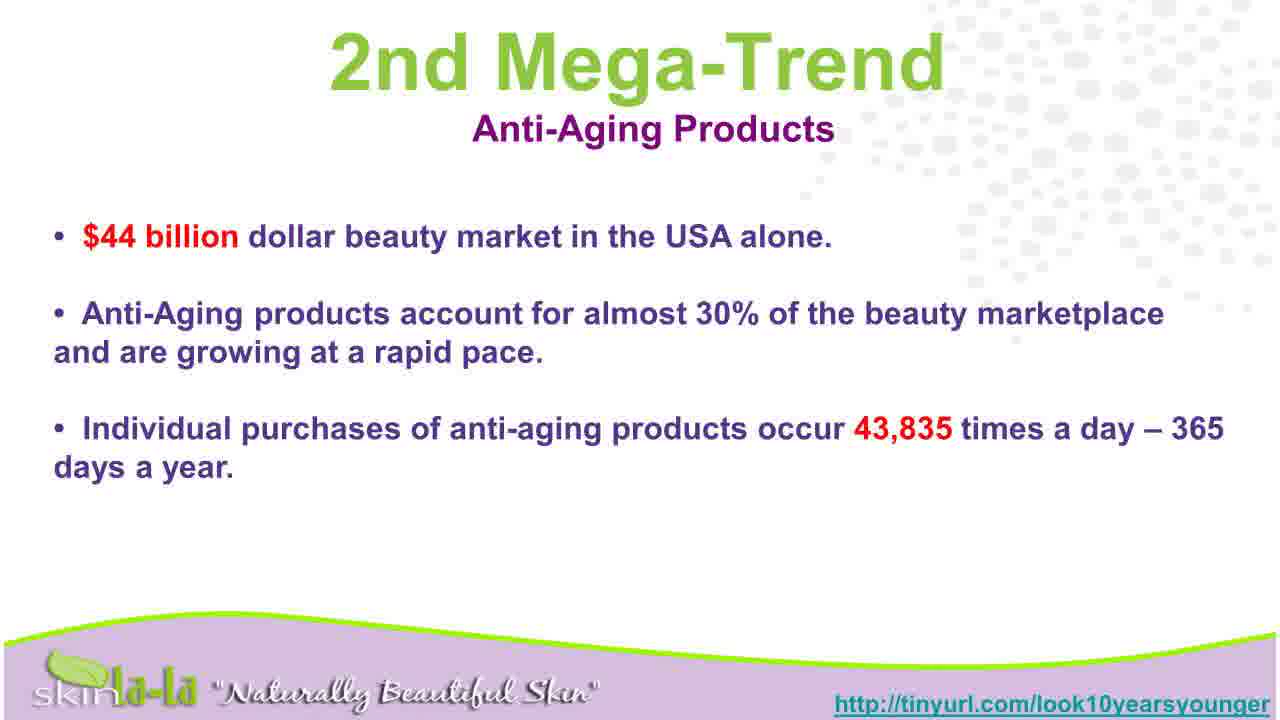 2nd Mega-Trend
Anti-Aging Products
• $44 billion dollar beauty market in the USA alone.
• Anti-Aging products account for almost 30% of the beauty marketplace
and are growing at a rapid pace.
• Individual purchases of anti-aging products occur 43,835 times a day – 365
days a year.
skin la-la "Naturally Beautiful Skin"
http://tinyurl.com/look10yearsyounger